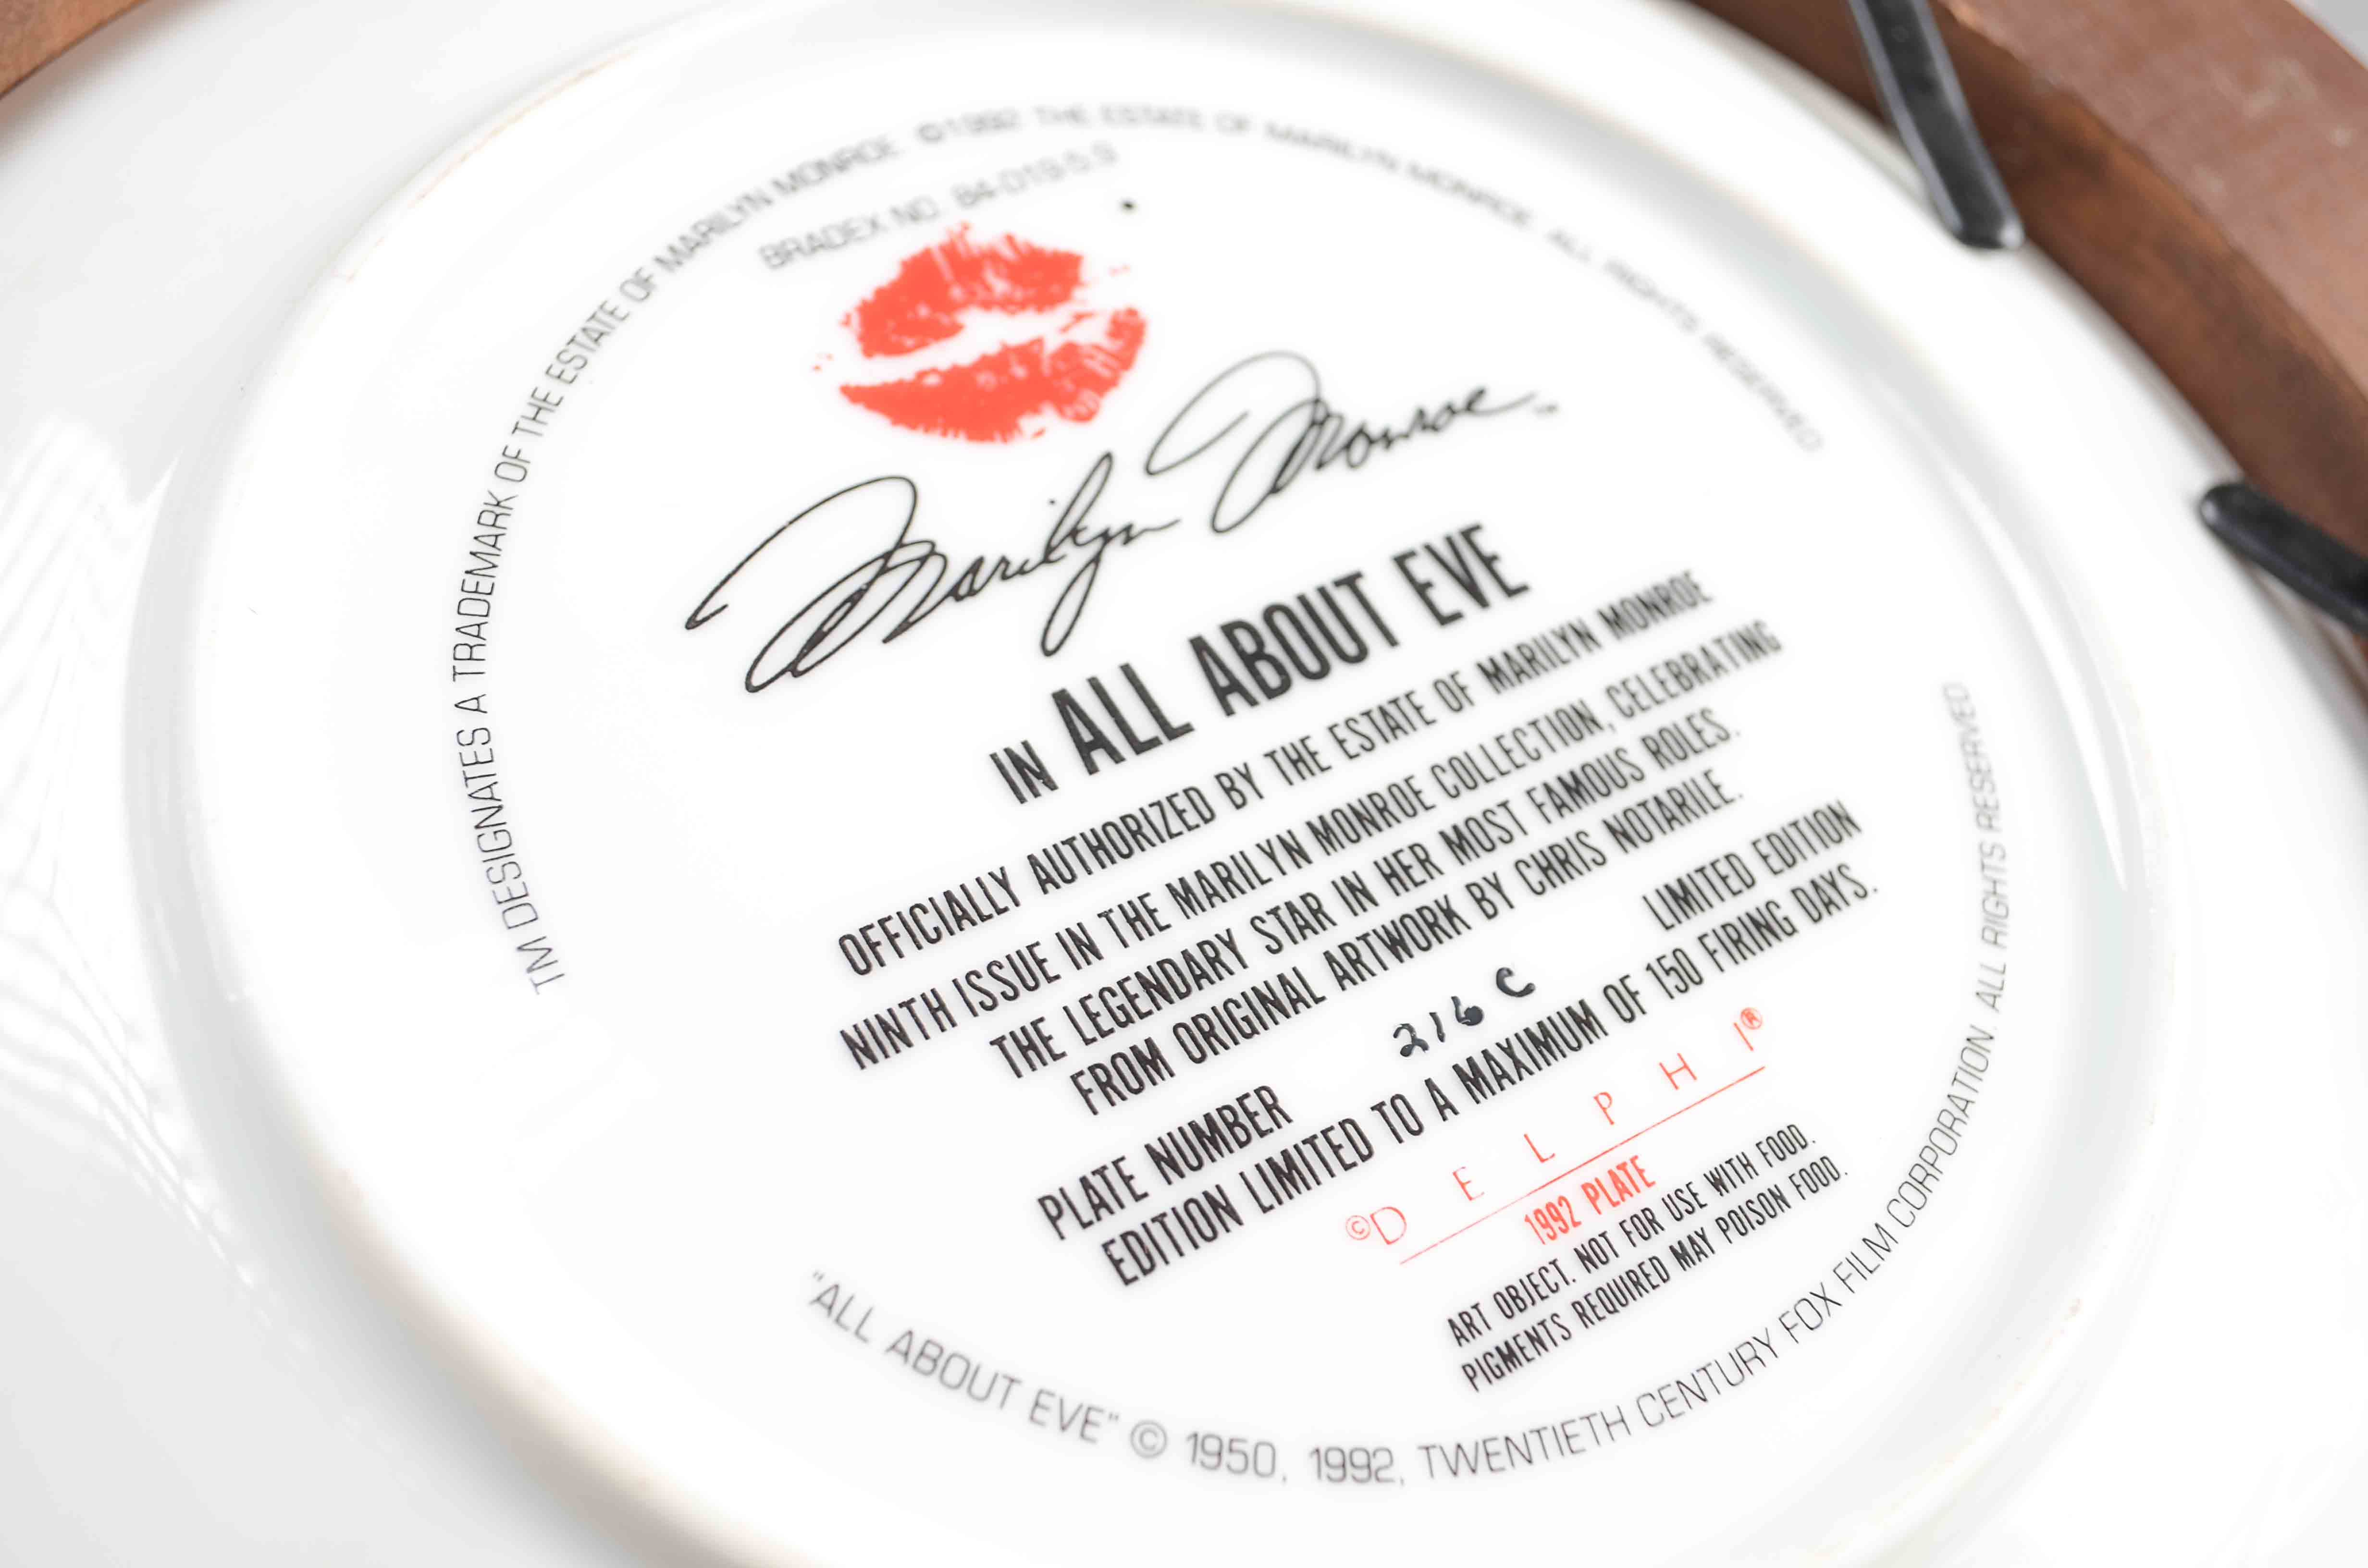 TM DESIGNATES A TRADEMARK OF THE ESTATE OF MARILYN MONROE ©1992 THE ESTATE OF MARILYN MONROE. ALL RIGHTS RESERVED
BRADEX NO. 84-D19-5.9
Marilyn Monroe
IN ALL ABOUT EVE
OFFICIALLY AUTHORIZED BY THE ESTATE OF MARILYN MONROE
NINTH ISSUE IN THE MARILYN MONROE COLLECTION, CELEBRATING
THE LEGENDARY STAR IN HER MOST FAMOUS ROLES.
FROM ORIGINAL ARTWORK BY CHRIS NOTARILE.
PLATE NUMBER 216 C LIMITED EDITION
EDITION LIMITED TO A MAXIMUM OF 150 FIRING DAYS.
©DELPHI®
1992 PLATE
ART OBJECT. NOT FOR USE WITH FOOD.
PIGMENTS REQUIRED MAY POISON FOOD.
"ALL ABOUT EVE" © 1950, 1992, TWENTIETH CENTURY FOX FILM CORPORATION. ALL RIGHTS RESERVED